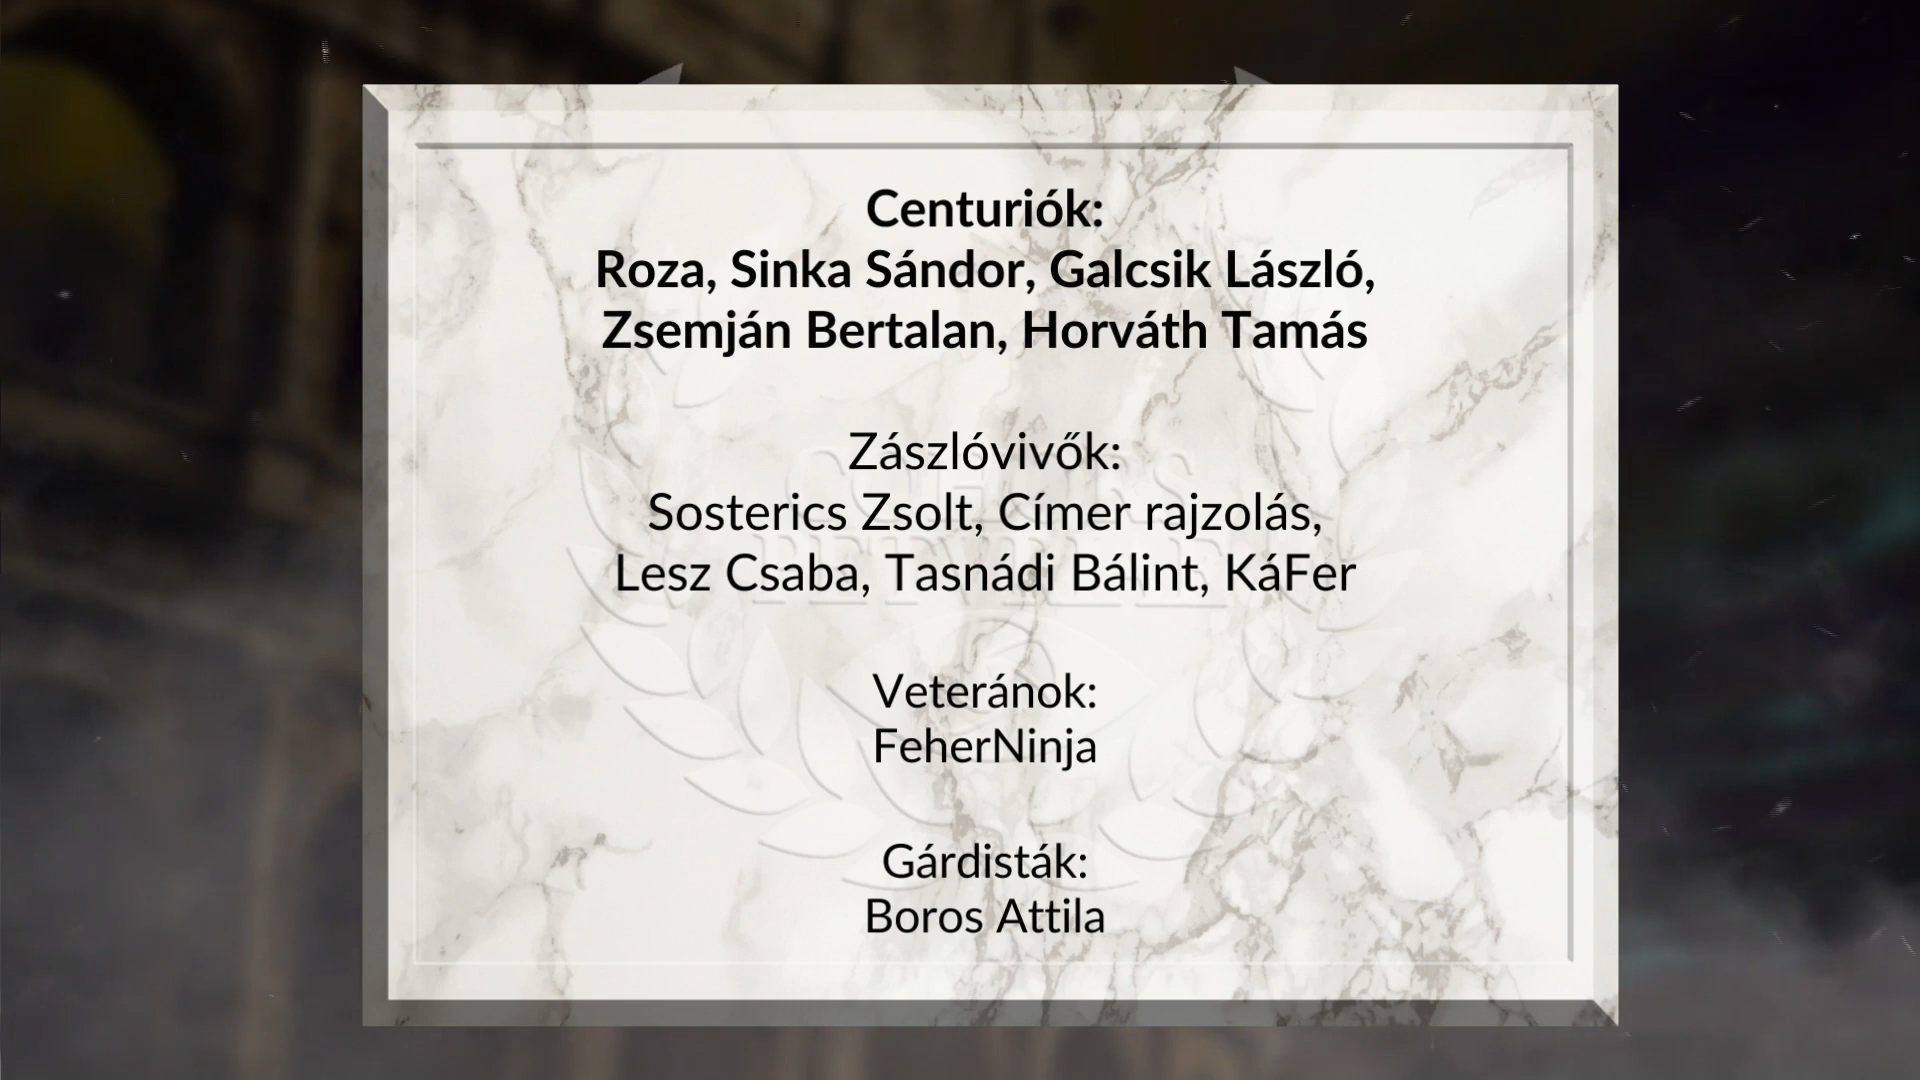 Centuriók:
Roza, Sinka Sándor, Galcsik László,
Zsemján Bertalan, Horváth Tamás
Zászlóvivők:
Sosterics Zsolt, Címer rajzolás,
Lesz Csaba, Tasnádi Bálint, KáFer
Veteránok:
FeherNinja
Gárdisták:
Boros Attila